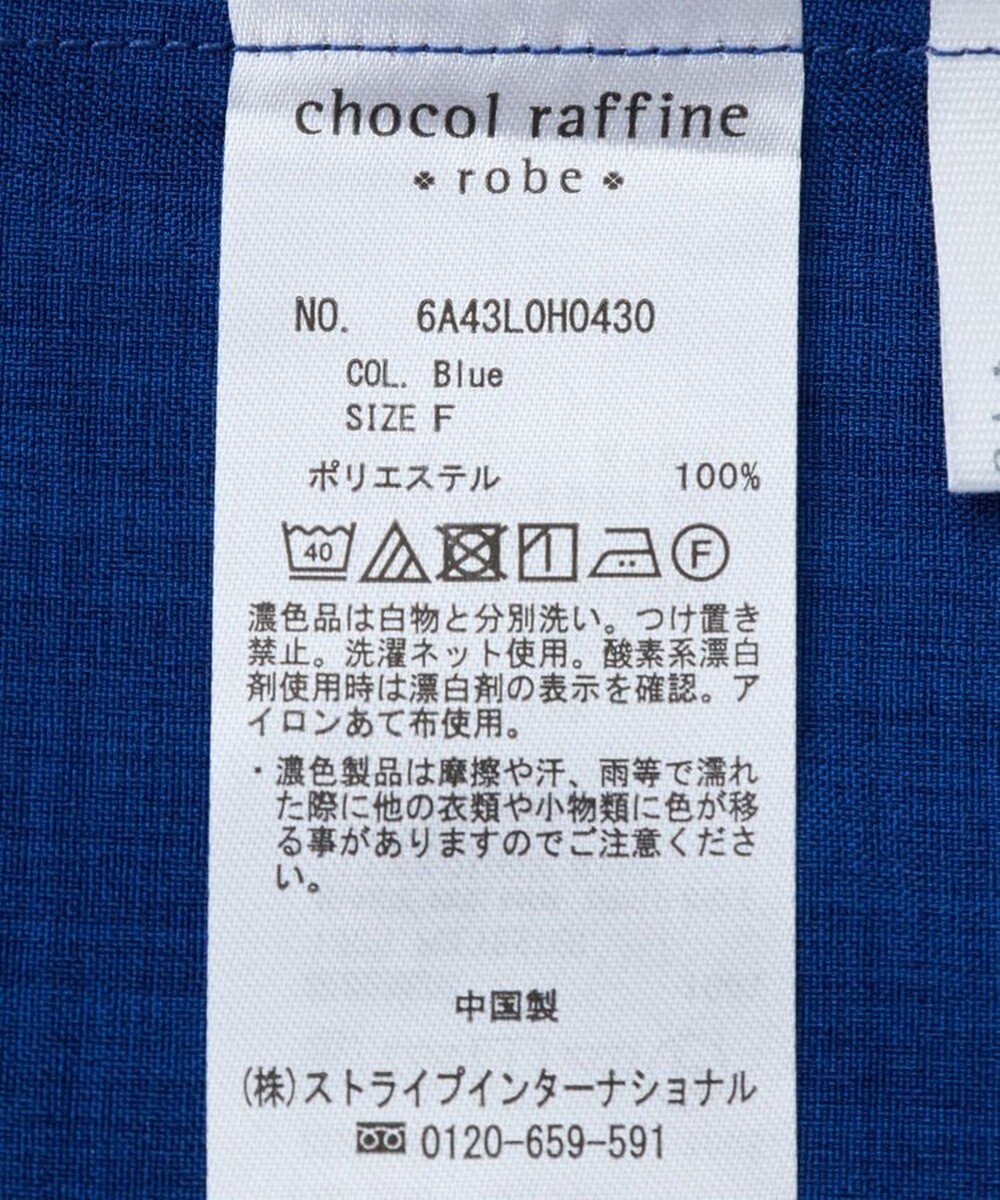 chocol raffine
robe
NO. 6A43L0H0430
COL. Blue
SIZE F
ポリエステル 100%
40 F
濃色品は白物と分別洗い。つけ置き
禁止。洗濯ネット使用。酸素系漂白
剤使用時は漂白剤の表示を確認。ア
イロンあて布使用。
・濃色製品は摩擦や汗、雨等で濡れ
た際に他の衣類や小物類に色が移
る事がありますのでご注意くださ
い。
中国製
(株)ストライプインターナショナル
0120-659-591